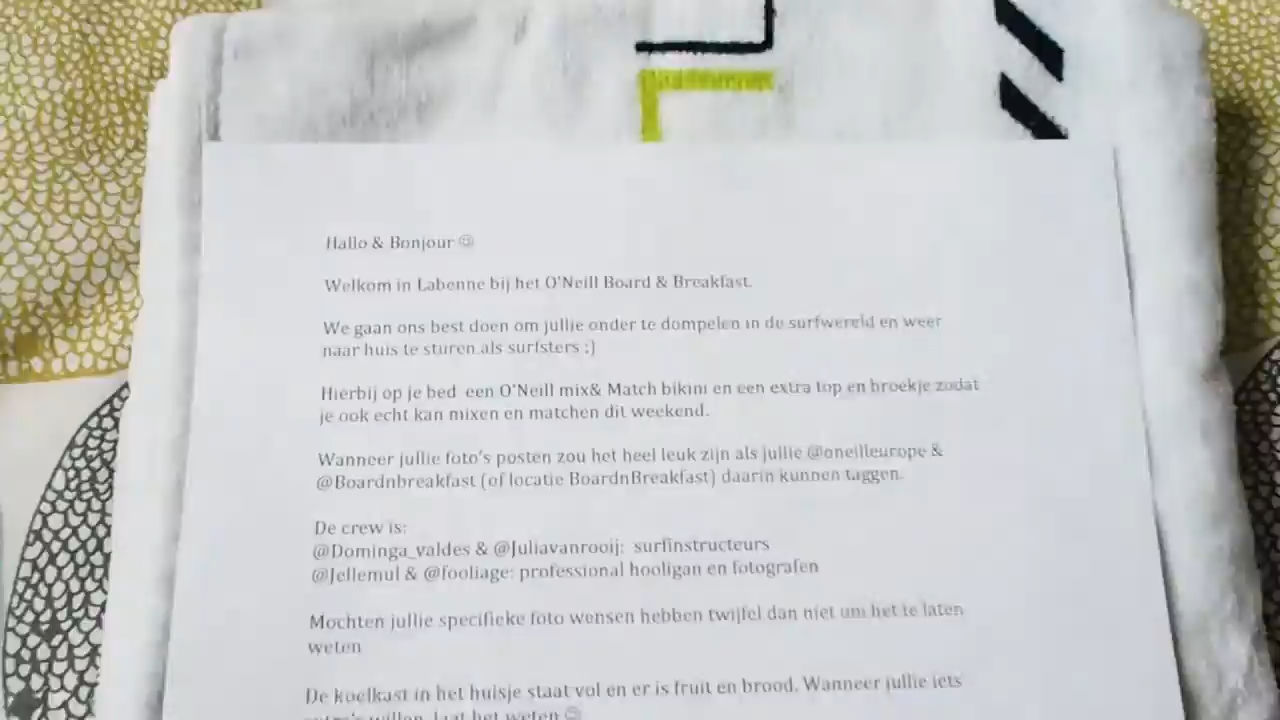 Hallo & Bonjour ☺
Welkom in Labenne bij het O'Neill Board & Breakfast.
We gaan ons best doen om jullie onder te dompelen in de surfwereld en weer
naar huis te sturen als surfsters ;)
Hierbij op je bed een O'Neill mix& Match bikini en een extra top en broekje zodat
je ook echt kan mixen en matchen dit weekend.
Wanneer jullie foto's posten zou het heel leuk zijn als jullie @oneilleurope &
@Boardnbreakfast (of locatie BoardnBreakfast) daarin kunnen taggen.
De crew is:
@Dominga_valdes & @Juliavanrooij: surfinstructeurs
@Jellemul & @fooliage: professional hooligan en fotografen
Mochten jullie specifieke foto wensen hebben twijfel dan niet om het te laten
weten
De koelkast in het huisje staat vol en er is fruit en brood. Wanneer jullie iets
willen, laat het weten ☺